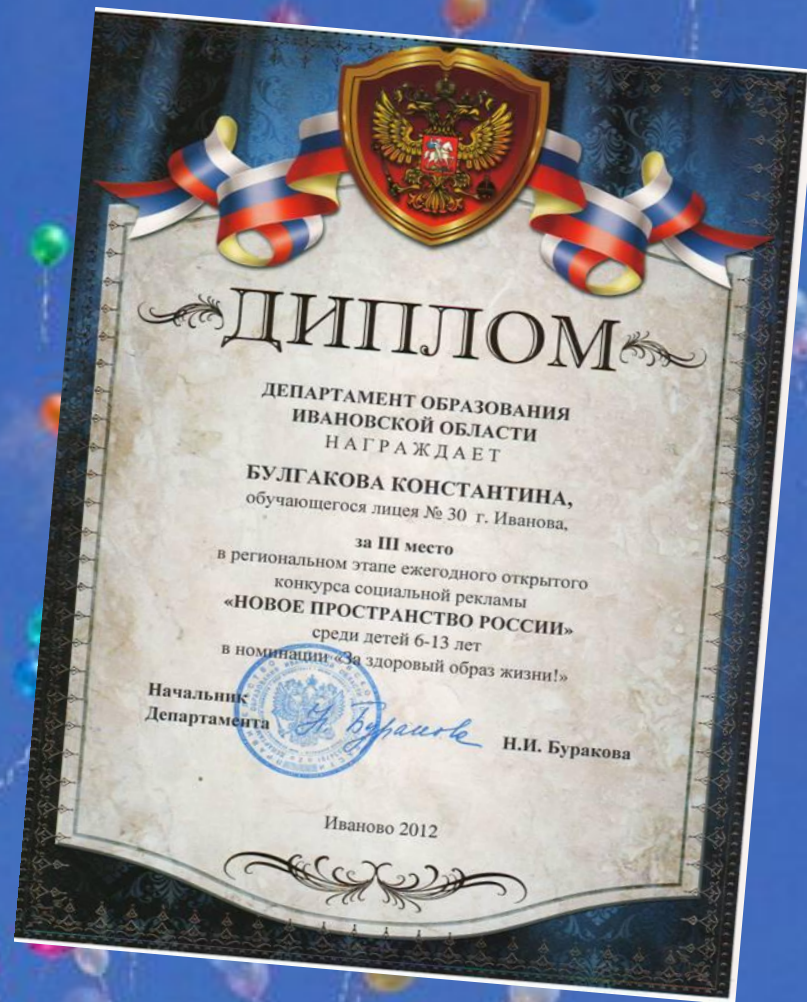 ДИПЛОМ
ДЕПАРТАМЕНТ ОБРАЗОВАНИЯ
ИВАНОВСКОЙ ОБЛАСТИ
НАГРАЖДАЕТ
БУЛГАКОВА КОНСТАНТИНА,
обучающегося лицея № 30 г. Иванова,
за III место
в региональном этапе ежегодного открытого
конкурса социальной рекламы
«НОВОЕ ПРОСТРАНСТВО РОССИИ»
среди детей 6-13 лет
в номинации «За здоровый образ жизни!»
Начальник
Департамента
Н.И. Буракова
Иваново 2012